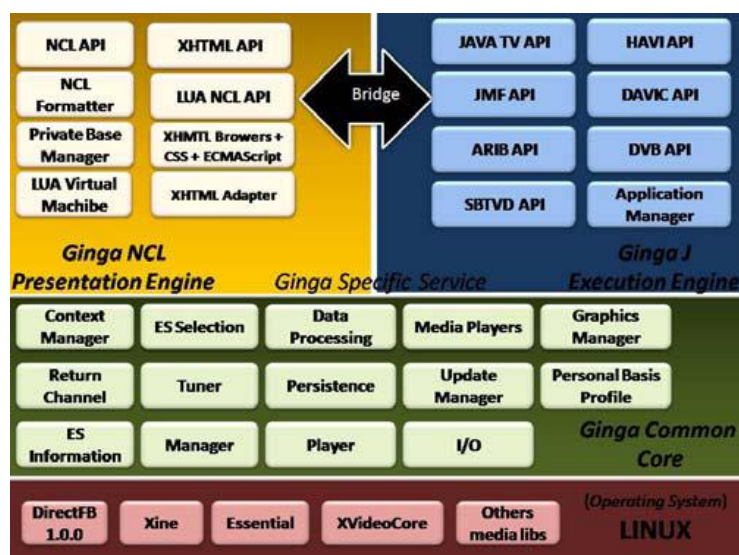 NCL API
XHTML API
NCL
Formatter
LUA NCL API
Private Base
Manager
XHMTL Browers +
CSS + ECMAScript
LUA Virtual
Machibe
XHTML Adapter
Bridge
JAVA TV API
HAVI API
JMF API
DAVIC API
ARIB API
DVB API
SBTVD API
Application
Manager
Ginga NCL
Presentation Engine
Ginga Specific Service
Ginga J
Execution Engine
Context
Manager
ES Selection
Data
Processing
Media Players
Graphics
Manager
Return
Channel
Tuner
Persistence
Update
Manager
Personal Basis
Profile
ES
Information
Manager
Player
I/O
Ginga Common
Core
DirectFB
1.0.0
Xine
Essential
XVideoCore
Others
media libs
(Operating System)
LINUX